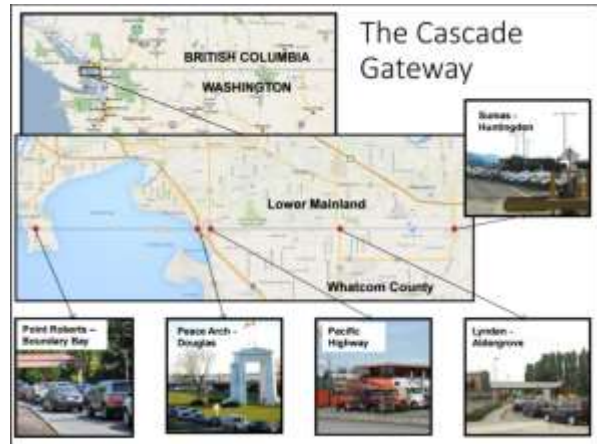 The Cascade
Gateway
BRITISH COLUMBIA
WASHINGTON
Sumas -
Huntingdon
Lower Mainland
Whatcom County
Point Roberts –
Boundary Bay
Peace Arch -
Douglas
Pacific
Highway
Lynden -
Aldergrove